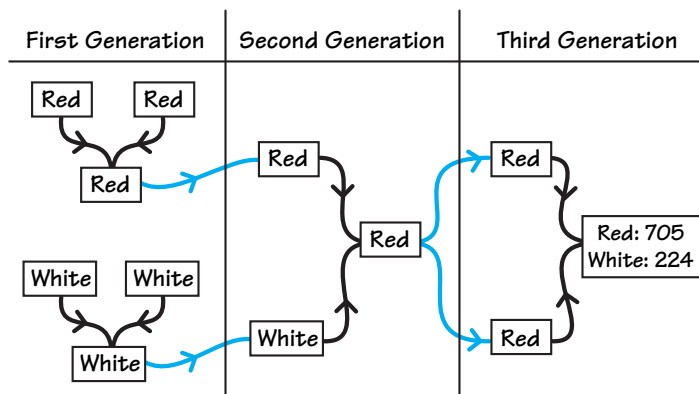 First Generation
Second Generation
Third Generation
Red
Red
Red
White
White
White
Red
White
Red
Red
Red
Red: 705
White: 224